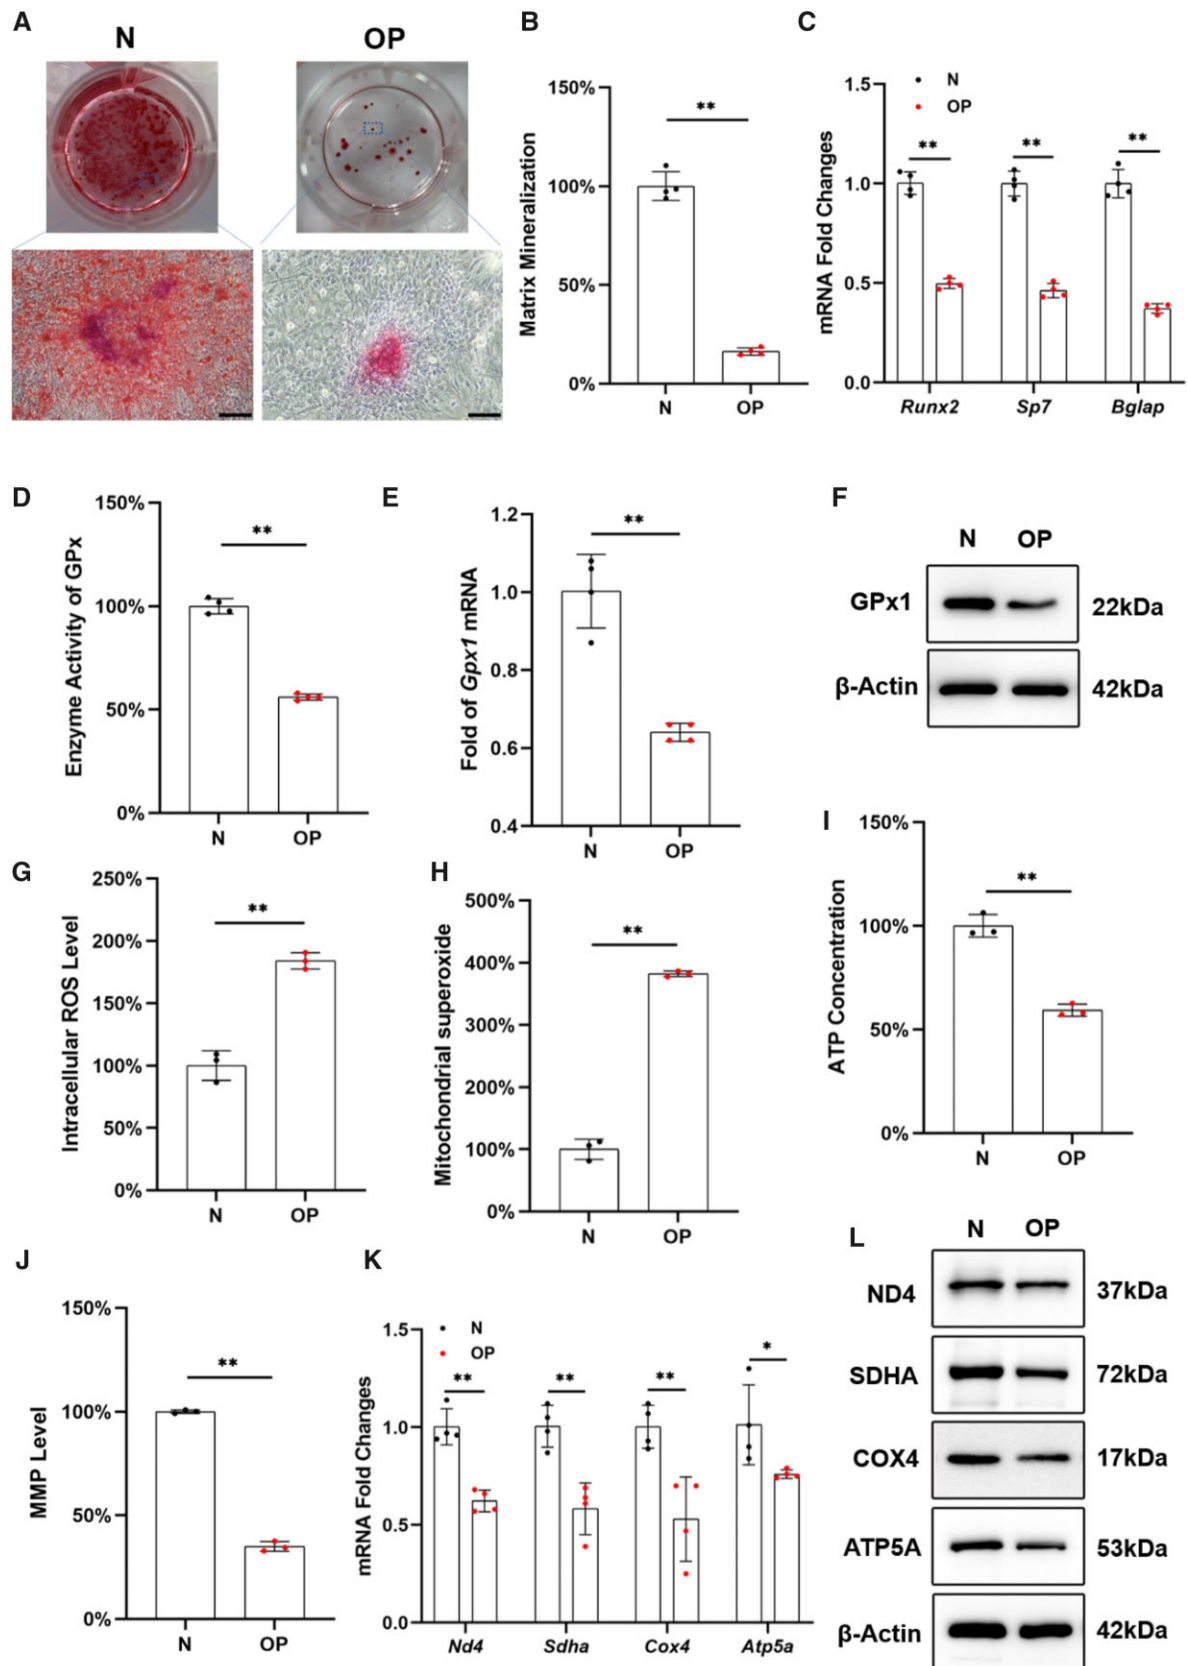 A
N
OP
B
Matrix Mineralization
150%
100%
50%
0%
**
N
OP
C
mRNA Fold Changes
1.5
1.0
0.5
0.0
N
OP
**
**
**
Runx2
Sp7
Bglap
D
Enzyme Activity of GPx
150%
100%
50%
0%
**
N
OP
E
Fold of Gpx1 mRNA
1.2
1.0
0.8
0.6
0.4
**
N
OP
F
N
OP
GPx1
22kDa
β-Actin
42kDa
G
Intracellular ROS Level
250%
200%
150%
100%
50%
0%
**
N
OP
H
Mitochondrial superoxide
500%
400%
300%
200%
100%
0%
**
N
OP
I
ATP Concentration
150%
100%
50%
0%
**
N
OP
J
MMP Level
150%
100%
50%
0%
**
N
OP
K
mRNA Fold Changes
1.5
1.0
0.5
0.0
N
OP
**
**
**
*
Nd4
Sdha
Cox4
Atp5a
L
N
OP
ND4
37kDa
SDHA
72kDa
COX4
17kDa
ATP5A
53kDa
β-Actin
42kDa